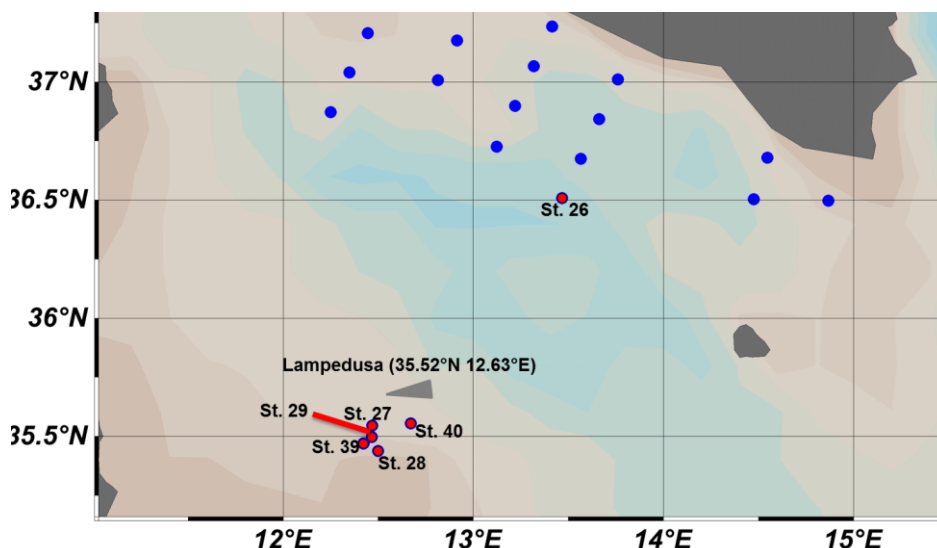 37°N
36.5°N
St. 26
36°N
Lampedusa (35.52°N 12.63°E)
St. 29
St. 27
35.5°N
St. 39
St. 40
St. 28
12°E
13°E
14°E
15°E